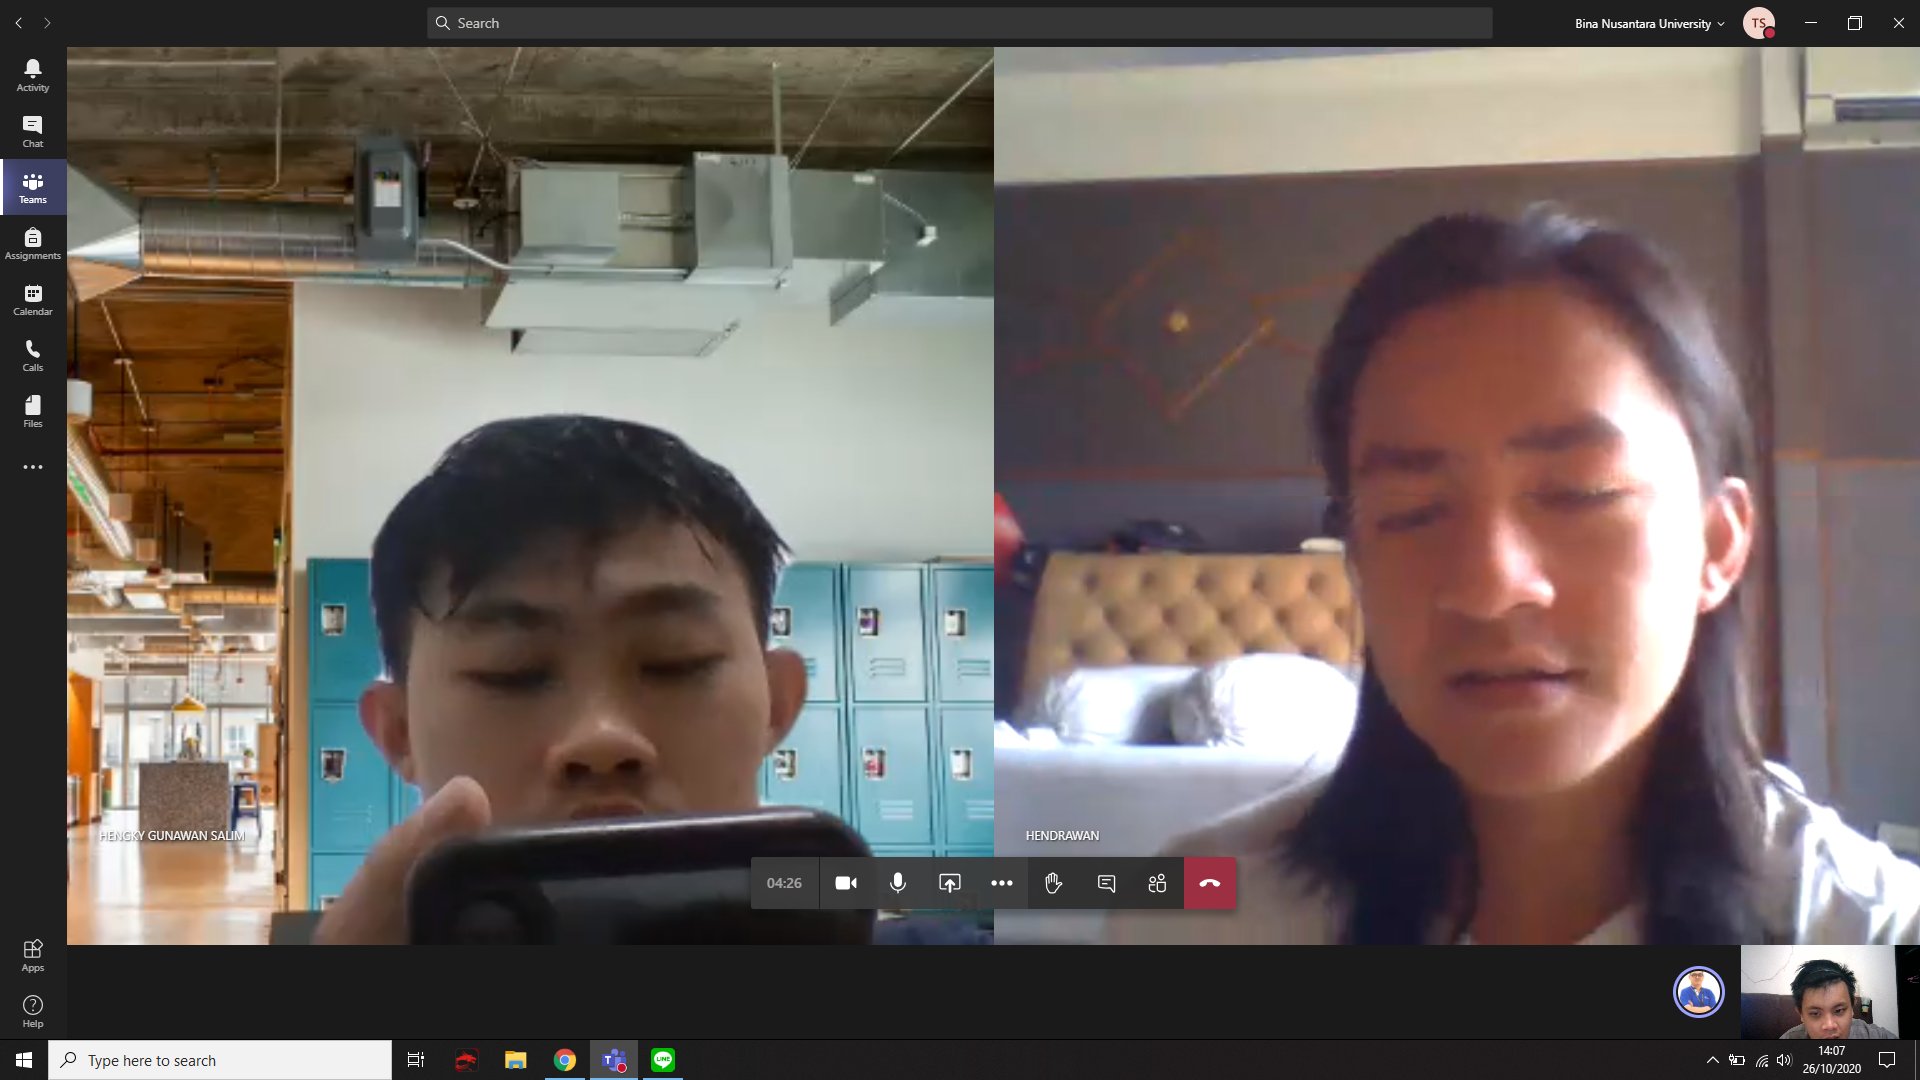 Search
Bina Nusantara University
TS
Activity
Chat
Teams
Assignments
Calendar
Calls
Files
HENGKY GUNAWAN SALIM
HENDRAWAN
04:26
Apps
Help
Type here to search
LINE
14:07
26/10/2020